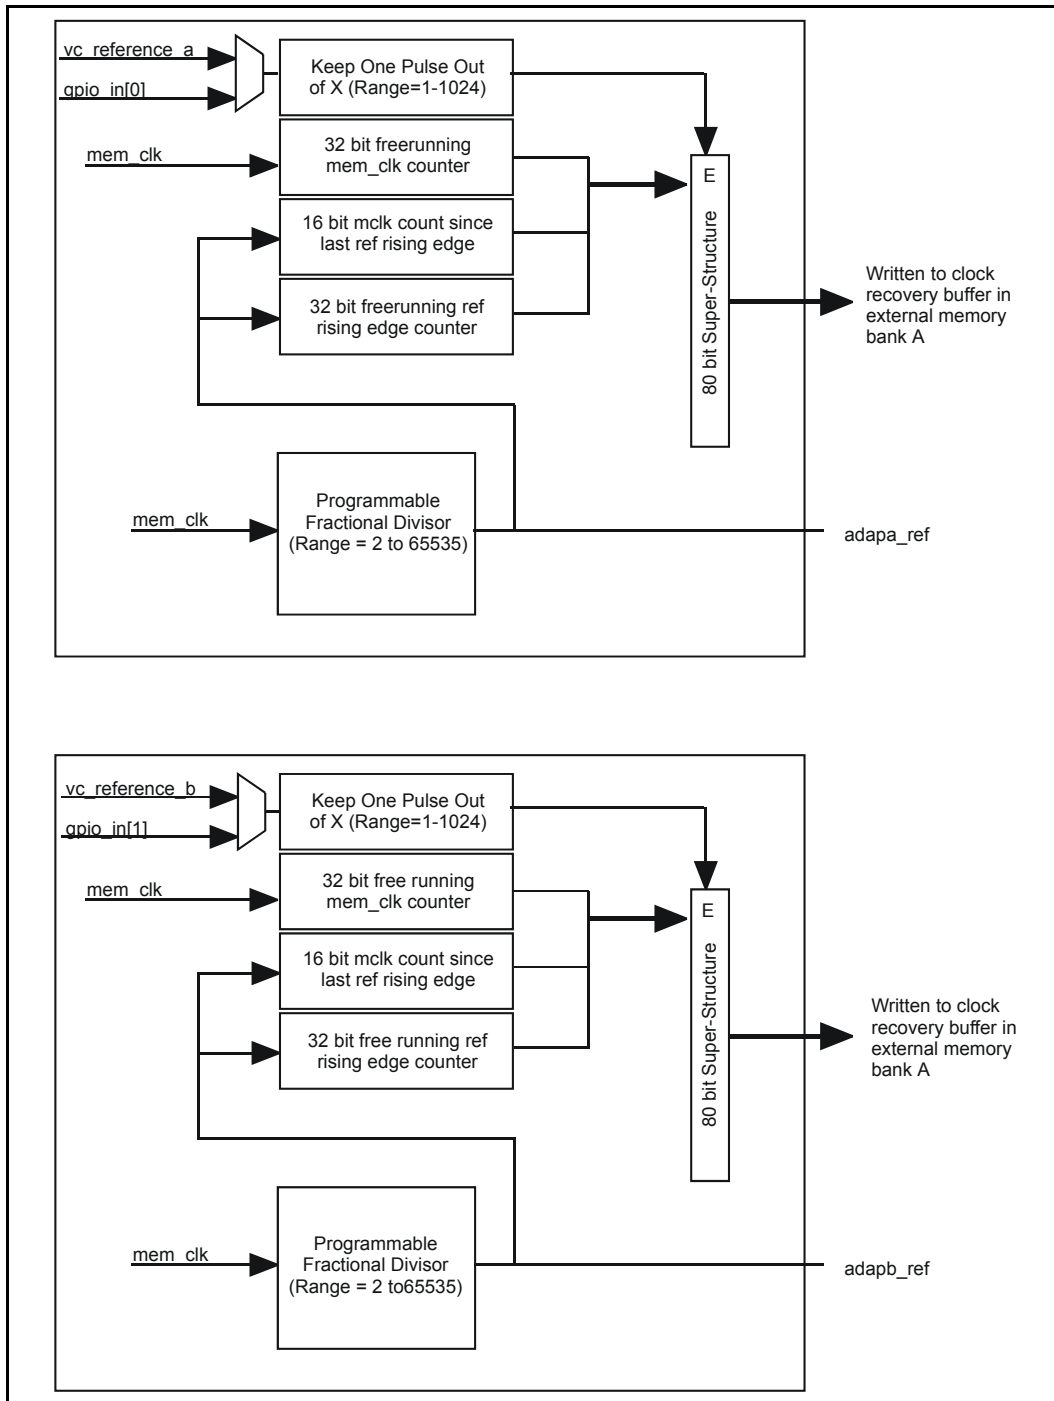 vc_reference_a
gpio_in[0]
Keep One Pulse Out
of X (Range=1-1024)
mem_clk
32 bit freerunning
mem_clk counter
E
16 bit mclk count since
last ref rising edge
80 bit Super-Structure
32 bit freerunning ref
rising edge counter
Written to clock
recovery buffer in
external memory
bank A
mem_clk
Programmable
Fractional Divisor
(Range = 2 to 65535)
adapa_ref
vc_reference_b
gpio_in[1]
Keep One Pulse Out
of X (Range=1-1024)
mem_clk
32 bit free running
mem_clk counter
E
16 bit mclk count since
last ref rising edge
80 bit Super-Structure
32 bit free running ref
rising edge counter
Written to clock
recovery buffer in
external memory
bank A
mem_clk
Programmable
Fractional Divisor
(Range = 2 to65535)
adapb_ref